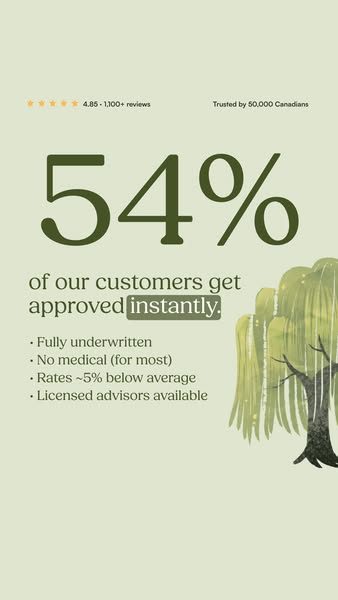 ★★★★★ 4.85 • 1,100+ reviews
Trusted by 50,000 Canadians
54%
of our customers get
approved instantly.
• Fully underwritten
• No medical (for most)
• Rates ~5% below average
• Licensed advisors available